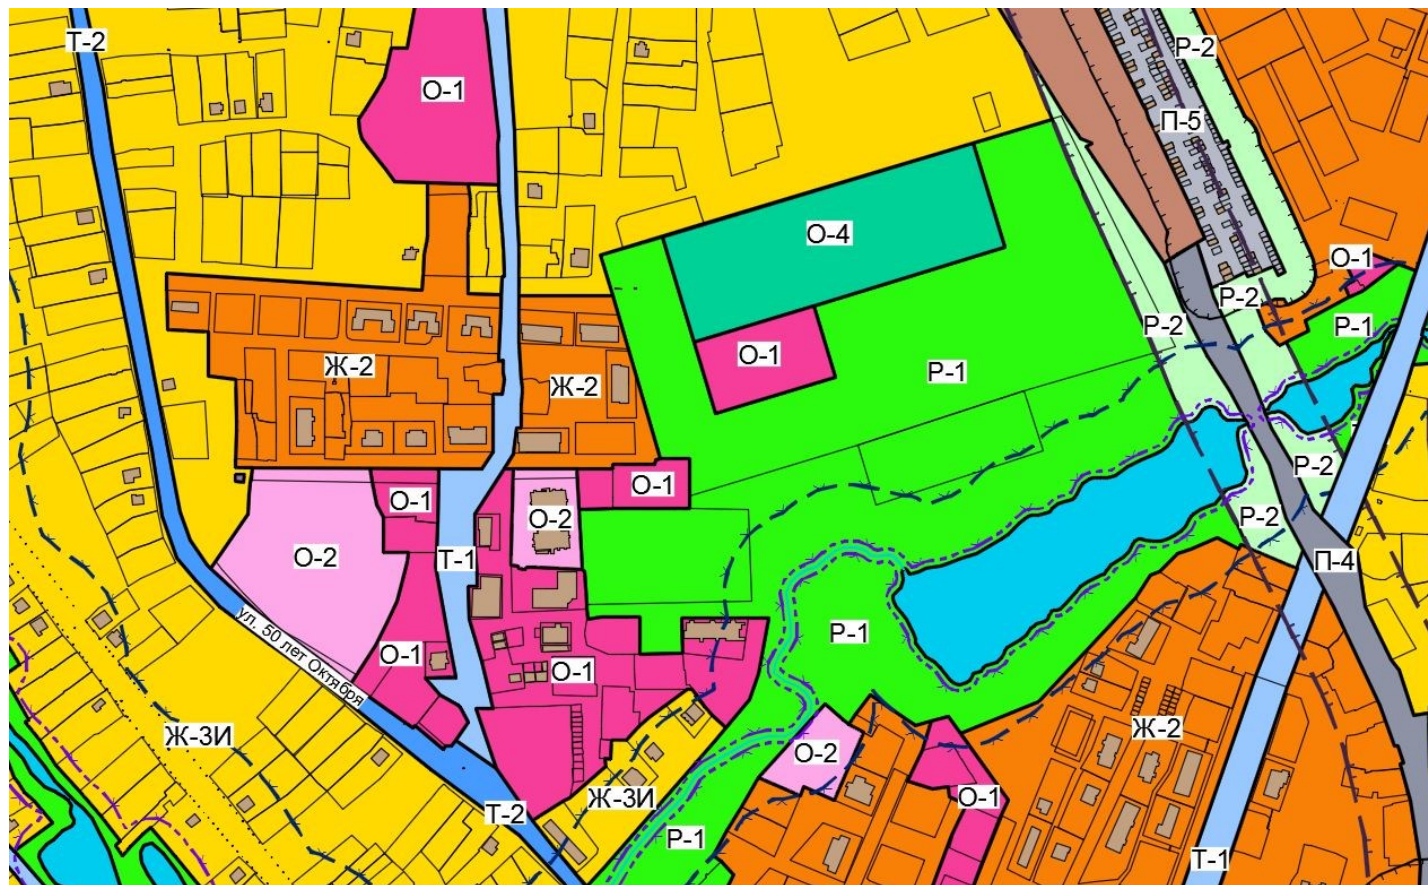 Т-2
Р-2
О-1
П-5
О-4
О-1
Р-2
Р-2
Р-1
О-1
Ж-2
Р-1
Ж-2
Р-2
О-1
О-1
О-2
Р-2
О-2
Т-1
П-4
ул. 50 лет Октября
Р-1
О-1
О-1
Ж-3И
Ж-2
О-2
О-1
Ж-3И
Т-2
Р-1
Т-1